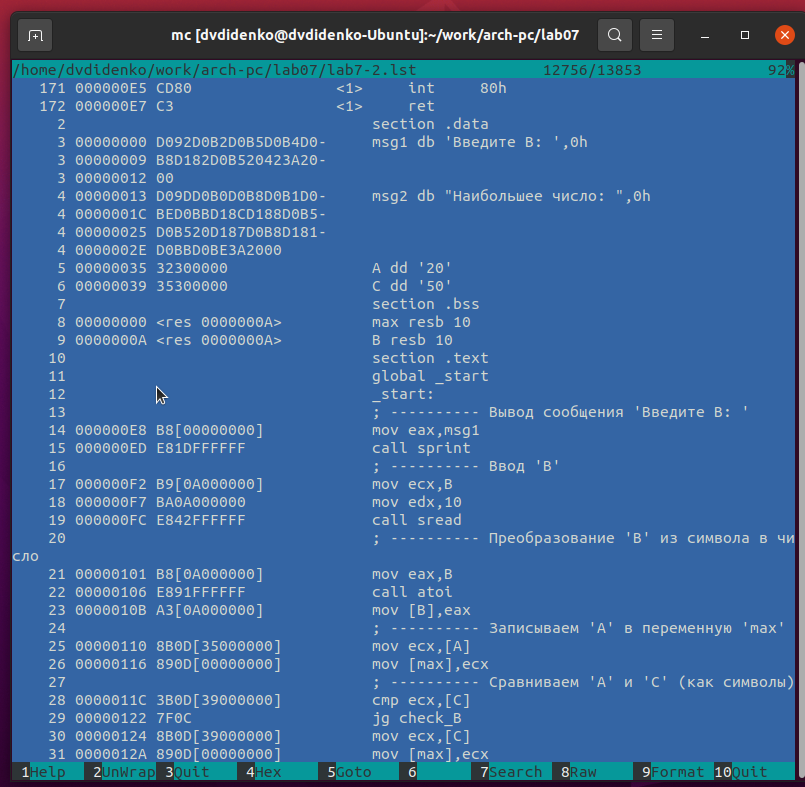 mc [dvdidenko@dvdidenko-Ubuntu]:~/work/arch-pc/lab07
/home/dvdidenko/work/arch-pc/lab07/lab7-2.lst 12756/13853 92%
171 000000E5 CD80 <1> int 80h
172 000000E7 C3 <1> ret
2 section .data
3 00000000 D092D0B2D0B5D0B4D0- msg1 db 'Введите B: ',0h
3 00000009 B8D182D0B520423A20-
3 00000012 00
4 00000013 D09DD0B0D0B8D0B1D0- msg2 db "Наибольшее число: ",0h
4 0000001C BED0BBD18CD188D0B5-
4 00000025 D0B520D187D0B8D181-
4 0000002E D0BBD0BE3A2000
5 00000035 32300000 A dd '20'
6 00000039 35300000 C dd '50'
7 section .bss
8 00000000 <res 0000000A> max resb 10
9 0000000A <res 0000000A> B resb 10
10 section .text
11 global _start
12 _start:
13 ; ---------- Вывод сообщения 'Введите B: '
14 000000E8 B8[00000000] mov eax,msg1
15 000000ED E81DFFFFFF call sprint
16 ; ---------- Ввод 'B'
17 000000F2 B9[0A000000] mov ecx,B
18 000000F7 BA0A000000 mov edx,10
19 000000FC E842FFFFFF call sread
20 ; ---------- Преобразование 'B' из символа в чи
сло
21 00000101 B8[0A000000] mov eax,B
22 00000106 E891FFFFFF call atoi
23 0000010B A3[0A000000] mov [B],eax
24 ; ---------- Записываем 'A' в переменную 'max'
25 00000110 8B0D[35000000] mov ecx,[A]
26 00000116 890D[00000000] mov [max],ecx
27 ; ---------- Сравниваем 'A' и 'C' (как символы)
28 0000011C 3B0D[39000000] cmp ecx,[C]
29 00000122 7F0C jg check_B
30 00000124 8B0D[39000000] mov ecx,[C]
31 0000012A 890D[00000000] mov [max],ecx
1Help 2UnWrap 3Quit 4Hex 5Goto 6 7Search 8Raw 9Format 10Quit